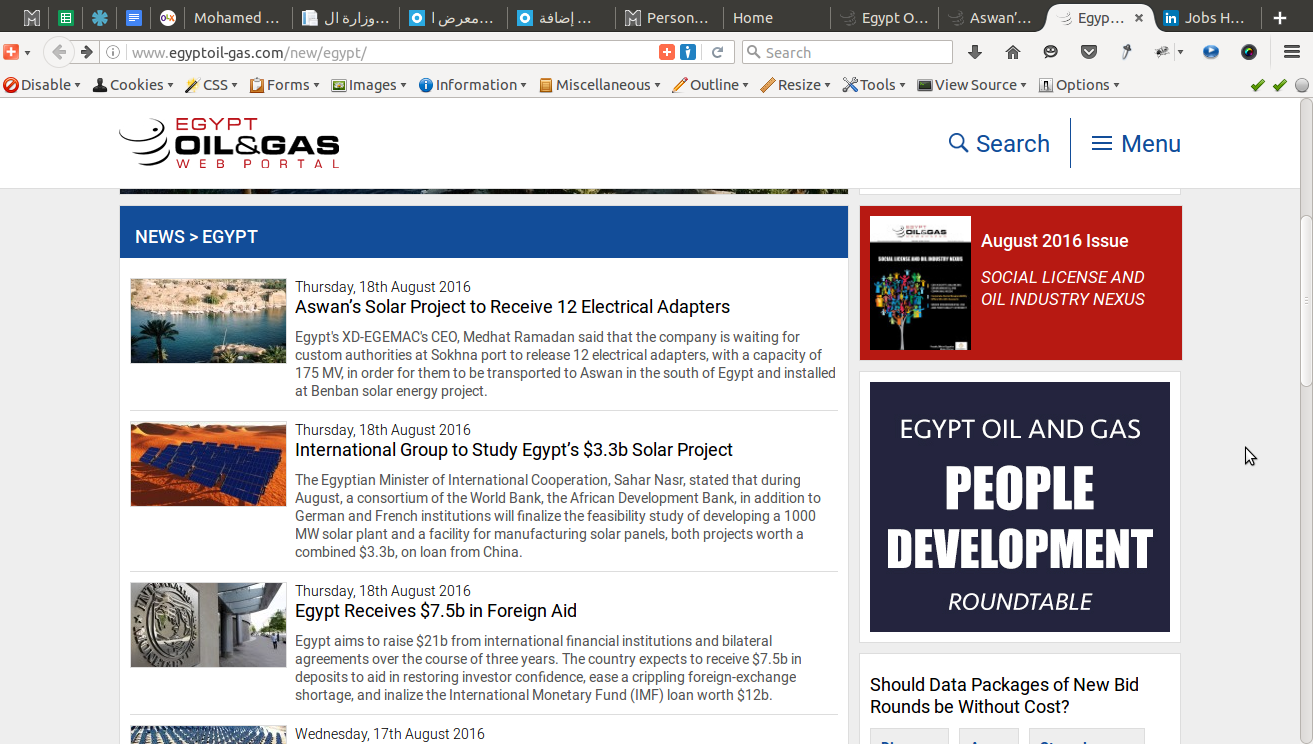 Mohamed ...
وزارة ال...
معرض ا...
إضافة ...
Person...
Home
Egypt O...
Aswan’...
Egyp...
Jobs H...
www.egyptoil-gas.com/new/egypt/
Search
Disable
Cookies
CSS
Forms
Images
Information
Miscellaneous
Outline
Resize
Tools
View Source
Options
EGYPT
OIL&GAS
WEB PORTAL
Search
Menu
NEWS > EGYPT
Thursday, 18th August 2016
Aswan’s Solar Project to Receive 12 Electrical Adapters
Egypt's XD-EGEMAC's CEO, Medhat Ramadan said that the company is waiting for
custom authorities at Sokhna port to release 12 electrical adapters, with a capacity of
175 MV, in order for them to be transported to Aswan in the south of Egypt and installed
at Benban solar energy project.
Thursday, 18th August 2016
International Group to Study Egypt’s $3.3b Solar Project
The Egyptian Minister of International Cooperation, Sahar Nasr, stated that during
August, a consortium of the World Bank, the African Development Bank, in addition to
German and French institutions will finalize the feasibility study of developing a 1000
MW solar plant and a facility for manufacturing solar panels, both projects worth a
combined $3.3b, on loan from China.
Thursday, 18th August 2016
Egypt Receives $7.5b in Foreign Aid
Egypt aims to raise $21b from international financial institutions and bilateral
agreements over the course of three years. The country expects to receive $7.5b in
deposits to aid in restoring investor confidence, ease a crippling foreign-exchange
shortage, and inalize the International Monetary Fund (IMF) loan worth $12b.
Wednesday, 17th August 2016
EGYPT
OIL&GAS
SOCIAL LICENSE AND OIL INDUSTRY NEXUS
August 2016 Issue
SOCIAL LICENSE AND
OIL INDUSTRY NEXUS
EGYPT OIL AND GAS
PEOPLE
DEVELOPMENT
ROUNDTABLE
Should Data Packages of New Bid
Rounds be Without Cost?